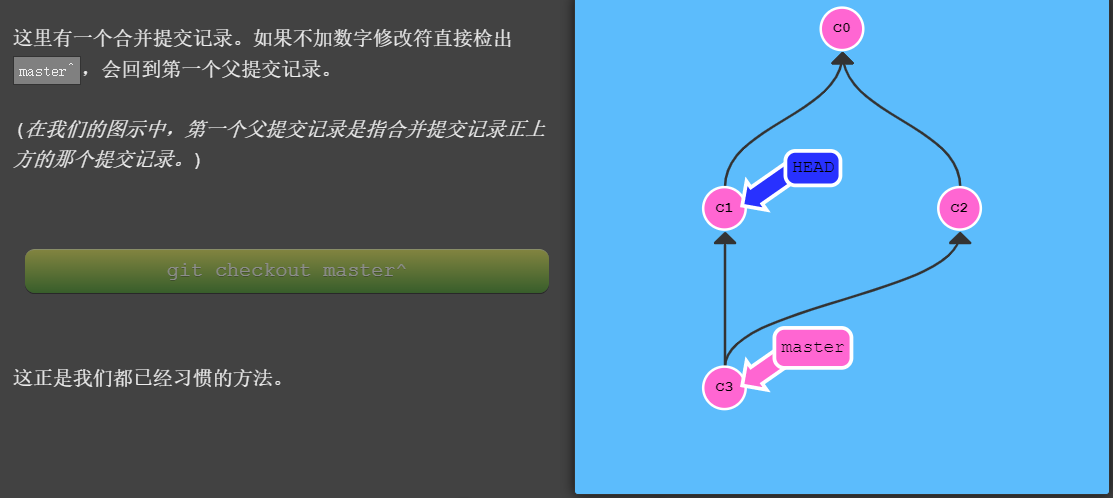 这里有一个合并提交记录。如果不加数字修改符直接检出
master^，会回到第一个父提交记录。
(在我们的图示中，第一个父提交记录是指合并提交记录正上
方的那个提交记录。)
git checkout master^
这正是我们都已经习惯的方法。
C0
HEAD
C1
C2
master
C3